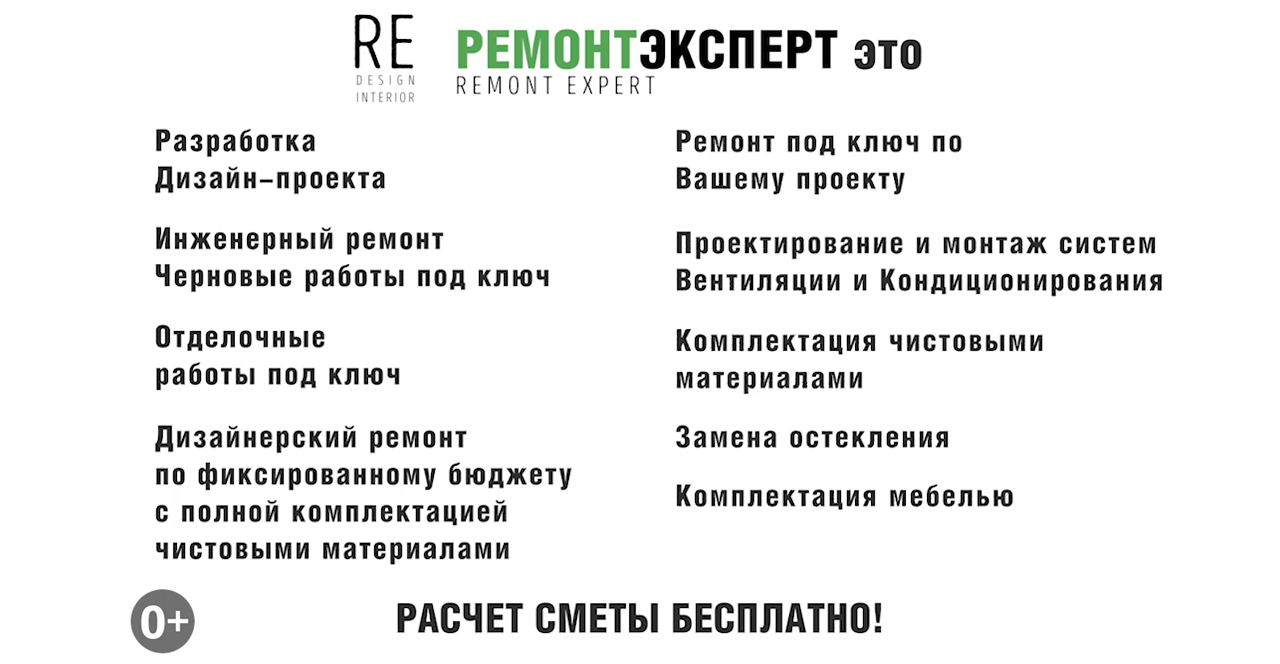 RE
DESIGN
INTERIOR
РЕМОНТЭКСПЕРТ это
REMONT EXPERT
Разработка
Дизайн–проекта
Инженерный ремонт
Черновые работы под ключ
Отделочные
работы под ключ
Дизайнерский ремонт
по фиксированному бюджету
с полной комплектацией
чистовыми материалами
Ремонт под ключ по
Вашему проекту
Проектирование и монтаж систем
Вентиляции и Кондиционирования
Комплектация чистовыми
материалами
Замена остекления
Комплектация мебелью
0+
РАСЧЕТ СМЕТЫ БЕСПЛАТНО!